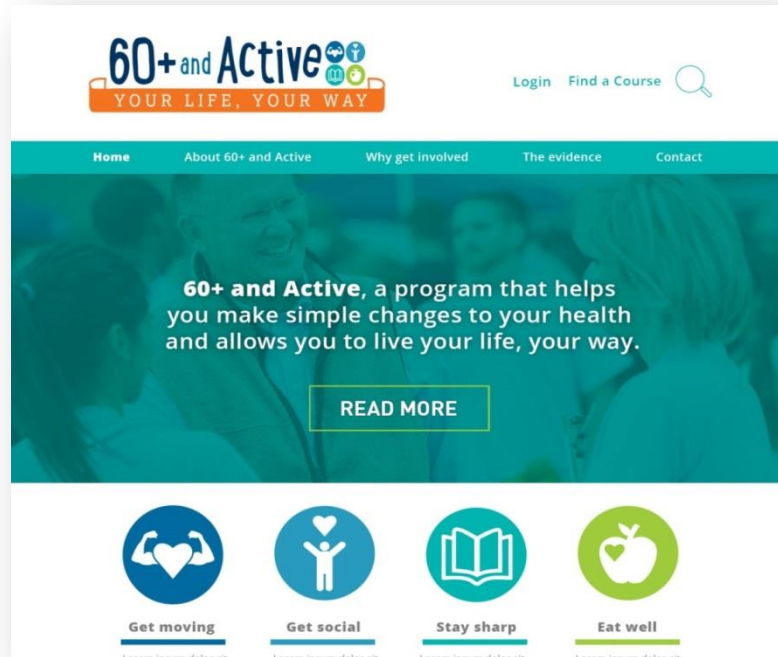 60+ and Active
YOUR LIFE, YOUR WAY
Login Find a Course
Home About 60+ and Active Why get involved The evidence Contact
60+ and Active, a program that helps
you make simple changes to your health
and allows you to live your life, your way.
READ MORE
Get moving Get social Stay sharp Eat well